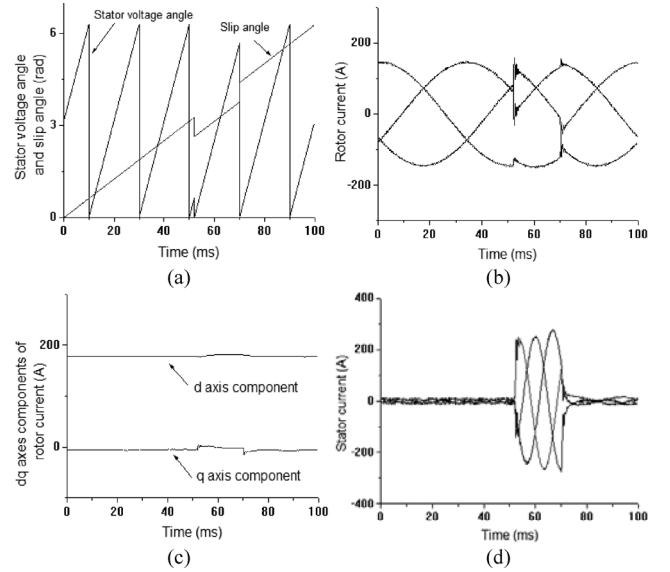 Stator voltage angle
and slip angle (rad)
6
3
0
Stator voltage angle
Slip angle
0 20 40 60 80 100
Time (ms)
(a)
Rotor current (A)
200
0
-200
0 20 40 60 80 100
Time (ms)
(b)
dq axes components of
rotor current (A)
200
0
d axis component
q axis component
0 20 40 60 80 100
Time (ms)
(c)
Stator current (A)
400
200
0
-200
-400
0 20 40 60 80 100
Time (ms)
(d)